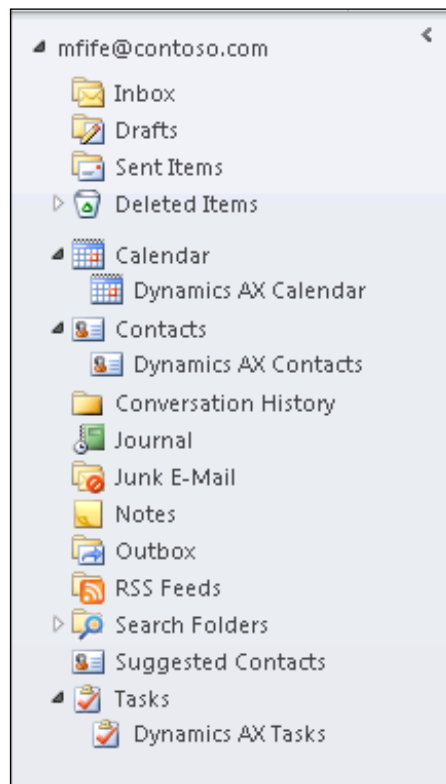 mfife@contoso.com
Inbox
Drafts
Sent Items
Deleted Items
Calendar
Dynamics AX Calendar
Contacts
Dynamics AX Contacts
Conversation History
Journal
Junk E-Mail
Notes
Outbox
RSS Feeds
Search Folders
Suggested Contacts
Tasks
Dynamics AX Tasks